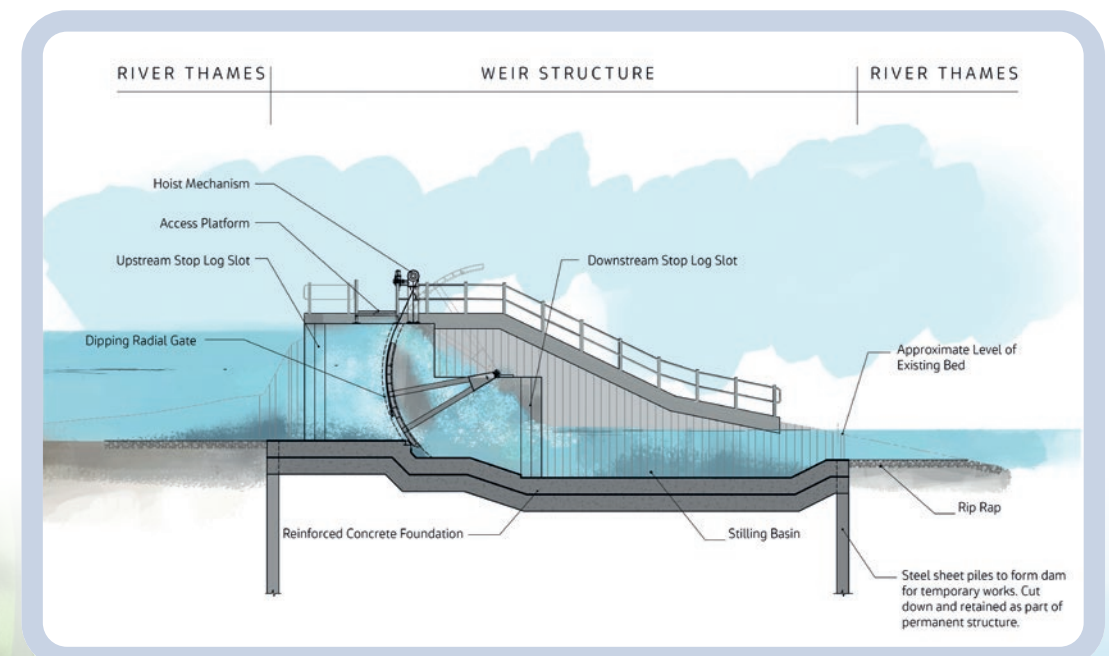 RIVER THAMES
WEIR STRUCTURE
RIVER THAMES
Hoist Mechanism
Access Platform
Upstream Stop Log Slot
Downstream Stop Log Slot
Dipping Radial Gate
Approximate Level of
Existing Bed
Rip Rap
Reinforced Concrete Foundation
Stilling Basin
Steel sheet piles to form dam
for temporary works. Cut
down and retained as part of
permanent structure.